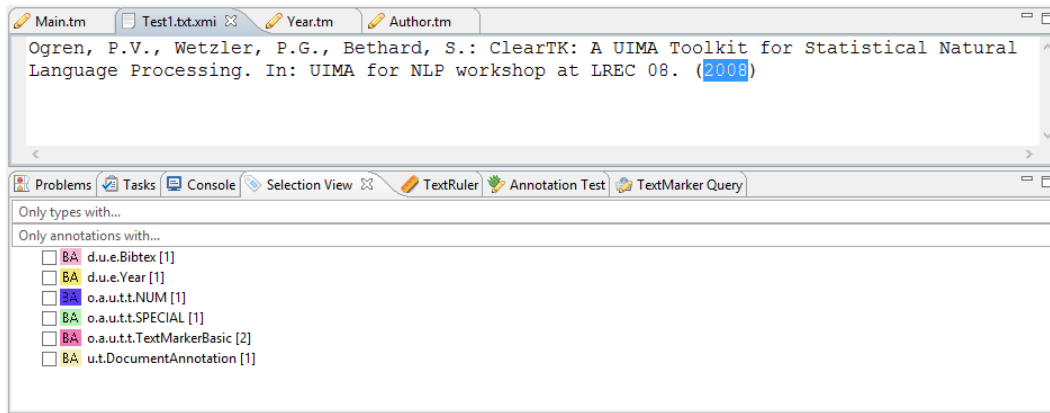 Main.tm Test1.txt.xmi Year.tm Author.tm
Ogren, P.V., Wetzler, P.G., Bethard, S.: ClearTK: A UIMA Toolkit for Statistical Natural
Language Processing. In: UIMA for NLP workshop at LREC 08. (2008)
Problems Tasks Console Selection View TextRuler Annotation Test TextMarker Query
Only types with...
Only annotations with...
BA d.u.e.Bibtex [1]
BA d.u.e.Year [1]
BA o.a.u.t.t.NUM [1]
BA o.a.u.t.t.SPECIAL [1]
BA o.a.u.t.t.TextMarkerBasic [2]
BA u.t.DocumentAnnotation [1]